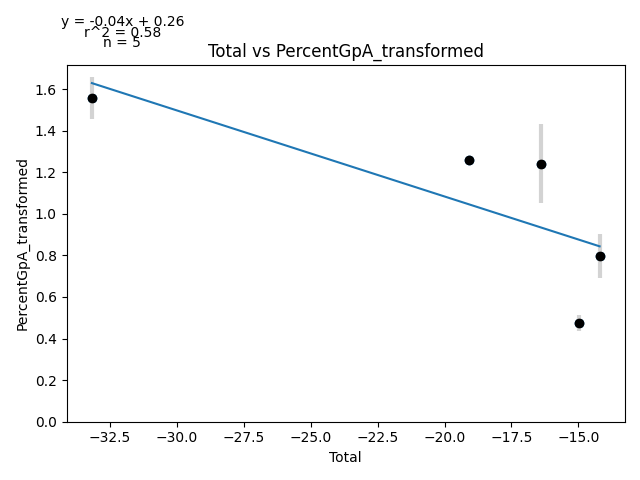 y = -0.04x + 0.26
r^2 = 0.58
n = 5
Total vs PercentGpA_transformed
PercentGpA_transformed
1.6
1.4
1.2
1.0
0.8
0.6
0.4
0.2
0.0
−32.5 −30.0 −27.5 −25.0 −22.5 −20.0 −17.5 −15.0
Total